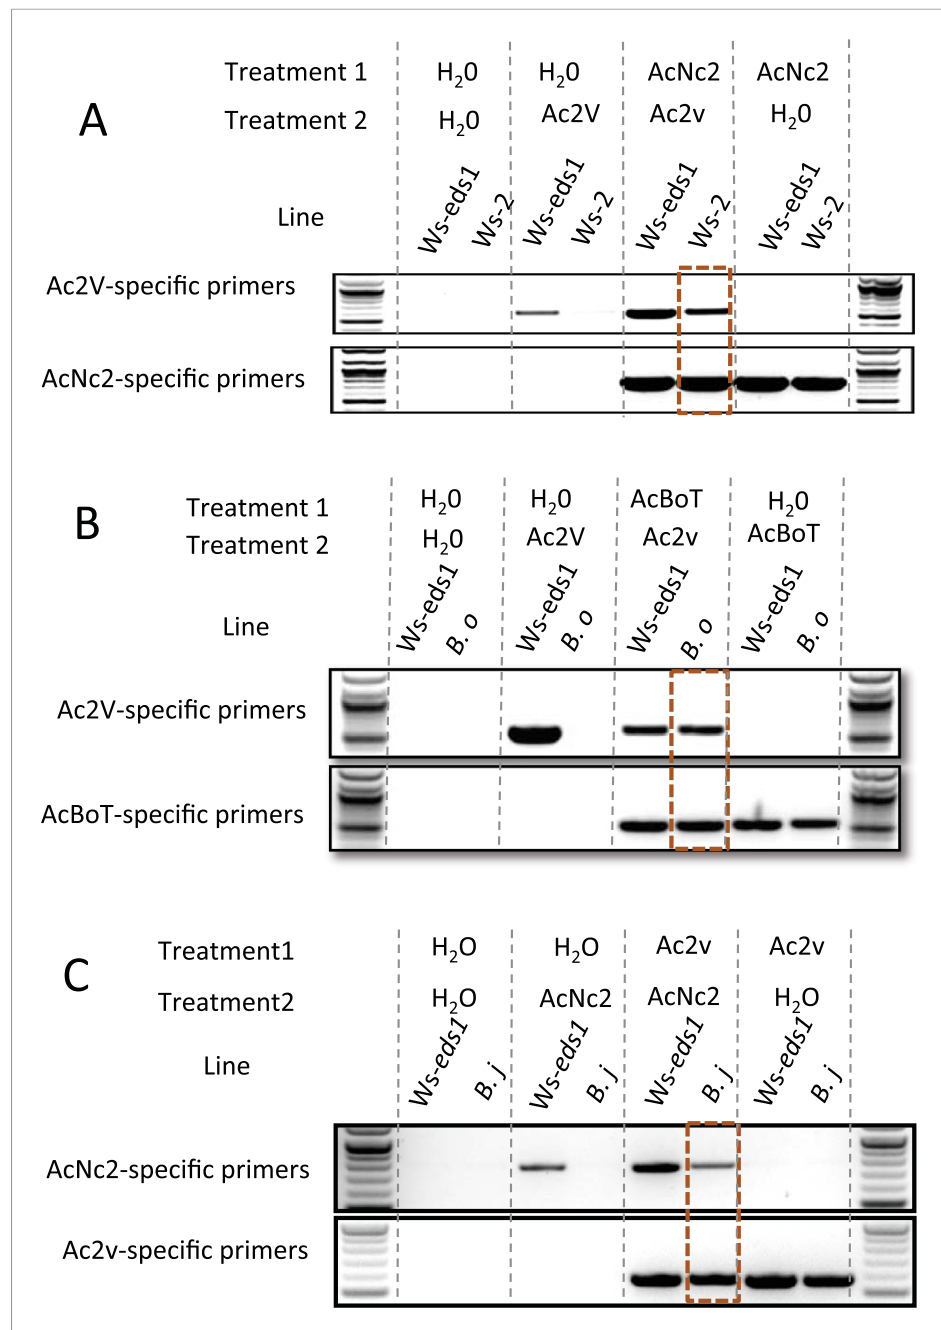 A
Treatment 1 H₂0 H₂0 AcNc2 AcNc2
Treatment 2 H₂0 Ac2V Ac2v H₂0
Line Ws-eds1 Ws-2 Ws-eds1 Ws-2 Ws-eds1 Ws-2 Ws-eds1 Ws-2
Ac2V-specific primers
AcNc2-specific primers
B
Treatment 1 H₂0 H₂0 AcBoT H₂0
Treatment 2 H₂0 Ac2V Ac2v AcBoT
Line Ws-eds1 B. o Ws-eds1 B. o Ws-eds1 B. o Ws-eds1 B. o
Ac2V-specific primers
AcBoT-specific primers
C
Treatment1 H₂O H₂O Ac2v Ac2v
Treatment2 H₂O AcNc2 AcNc2 H₂O
Line Ws-eds1 B. j Ws-eds1 B. j Ws-eds1 B. j Ws-eds1 B. j
AcNc2-specific primers
Ac2v-specific primers